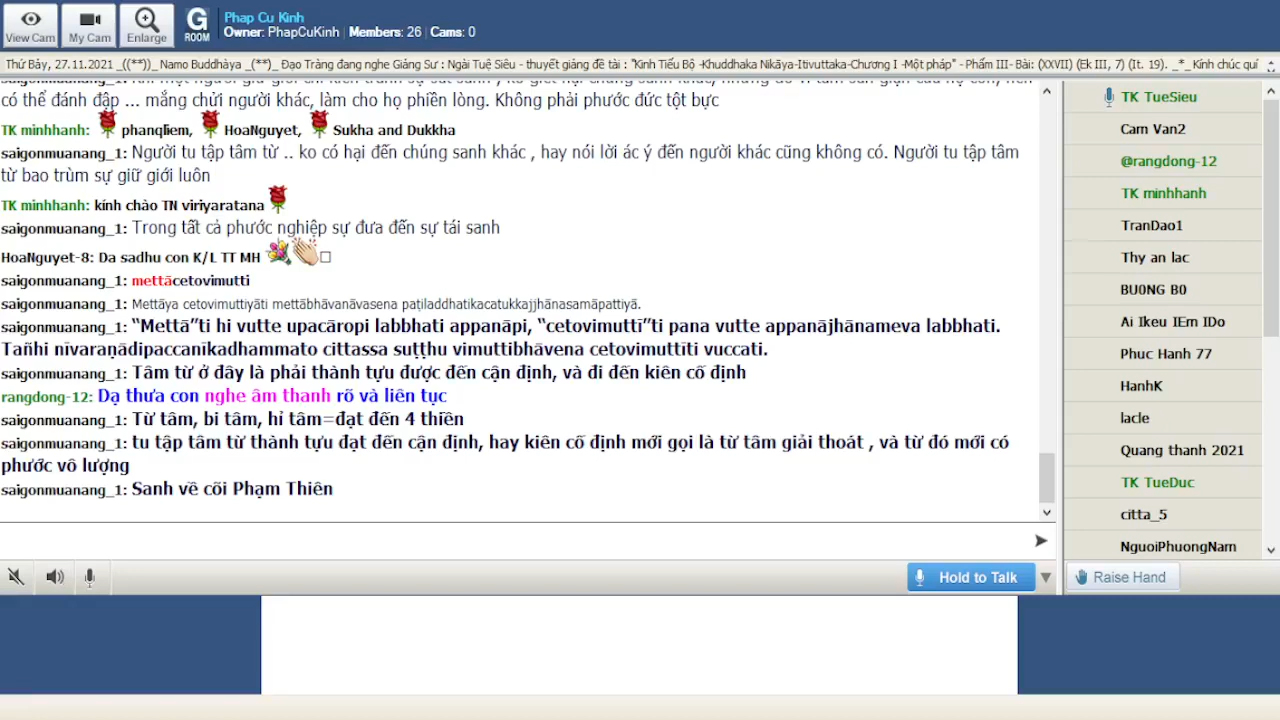 View Cam
My Cam
Enlarge
G
ROOM
Phap Cu Kinh
Owner: PhapCuKinh | Members: 26 | Cams: 0
Thứ Bảy, 27.11.2021 _((**))_ Namo Buddhàya _(**)_ Đạo Tràng đang nghe Giảng Sư : Ngài Tuệ Siêu - thuyết giảng đề tài : "Kinh Tiểu Bộ -Khuddhaka Nikāya-Itivuttaka-Chương I -Một pháp" - Phẩm III- Bài: (XXVII) (Ek III, 7) (It. 19). _*_ Kính chúc quí
có thể đánh đập ... mắng chửi người khác, làm cho họ phiền lòng. Không phải phước đức tột bực
TK minhhanh: phanqliem, HoaNguyet, Sukha and Dukkha
saigonmuanang_1: Người tu tập tâm từ .. ko có hại đến chúng sanh khác , hay nói lời ác ý đến người khác cũng không có. Người tu tập tâm
từ bao trùm sự giữ giới luôn
TK minhhanh: kính chào TN viriyaratana
saigonmuanang_1: Trong tất cả phước nghiệp sự đưa đến sự tái sanh
HoaNguyet-8: Da sadhu con K/L TT MH
saigonmuanang_1: mettācetovimutti
saigonmuanang_1: Mettāya cetovimuttiyāti mettābhāvanāvasena paṭiladdhatikacatukkajjhānasamāpattiyā.
saigonmuanang_1: “Mettā”ti hi vutte upacāropi labbhati appanāpi, “cetovimuttī”ti pana vutte appanājhānameva labbhati.
Tañhi nīvaraṇādipaccanīkadhammato cittassa suṭṭhu vimuttibhāvena cetovimuttīti vuccati.
saigonmuanang_1: Tâm từ ở đây là phải thành tựu được đến cận định, và đi đến kiên cố định
rangdong-12: Dạ thưa con nghe âm thanh rõ và liên tục
saigonmuanang_1: Từ tâm, bi tâm, hỉ tâm=đạt đến 4 thiền
saigonmuanang_1: tu tập tâm từ thành tựu đạt đến cận định, hay kiên cố định mới gọi là từ tâm giải thoát , và từ đó mới có
phước vô lượng
saigonmuanang_1: Sanh về cõi Phạm Thiên
Hold to Talk
TK TueSieu
Cam Van2
@rangdong-12
TK minhhanh
TranDao1
Thy an lac
BU0NG B0
Ai Ikeu IEm IDo
Phuc Hanh 77
HanhK
lacle
Quang thanh 2021
TK TueDuc
citta_5
NguoiPhuongNam
Raise Hand